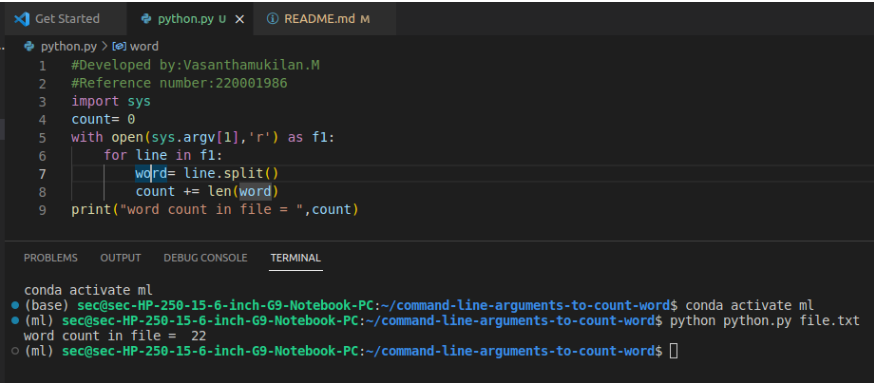 Get Started python.py U × README.md M
python.py > word
1 #Developed by:Vasanthamukilan.M
2 #Reference number:220001986
3 import sys
4 count= 0
5 with open(sys.argv[1],'r') as f1:
6     for line in f1:
7         word= line.split()
8         count += len(word)
9 print("word count in file = ",count)
PROBLEMS OUTPUT DEBUG CONSOLE TERMINAL
conda activate ml
(base) sec@sec-HP-250-15-6-inch-G9-Notebook-PC:~/command-line-arguments-to-count-word$ conda activate ml
(ml) sec@sec-HP-250-15-6-inch-G9-Notebook-PC:~/command-line-arguments-to-count-word$ python python.py file.txt
word count in file =  22
(ml) sec@sec-HP-250-15-6-inch-G9-Notebook-PC:~/command-line-arguments-to-count-word$